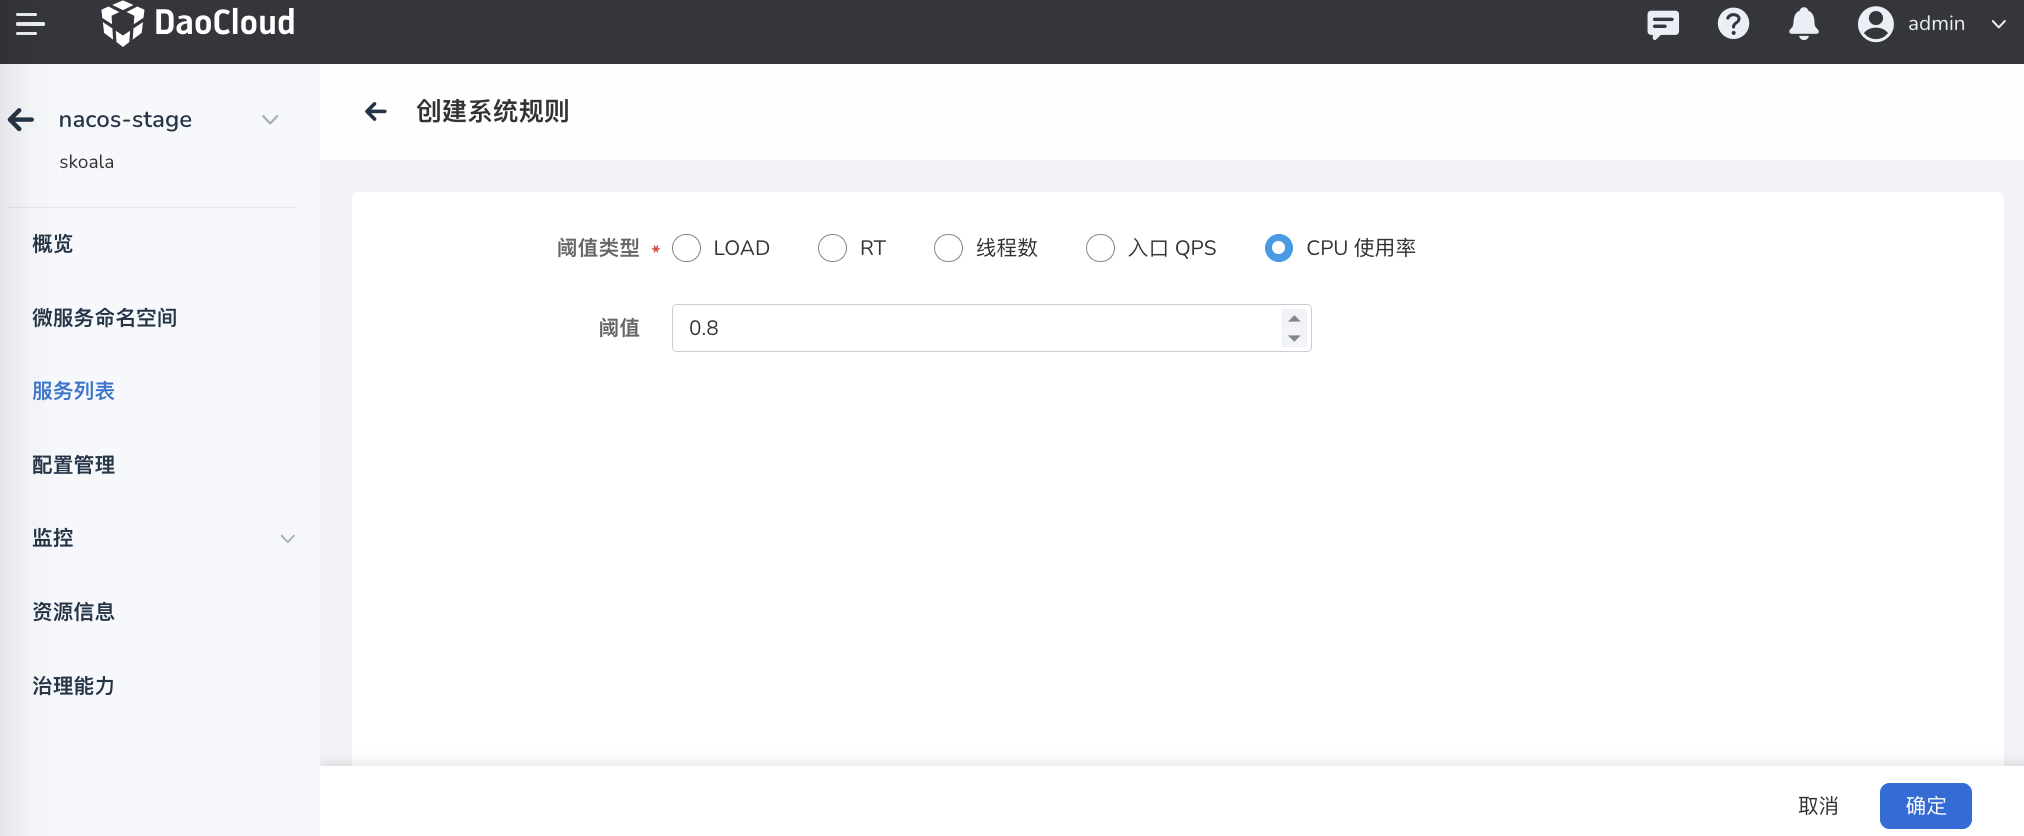 DaoCloud
admin
nacos-stage
skoala
概览
微服务命名空间
服务列表
配置管理
监控
资源信息
治理能力
创建系统规则
阈值类型 * LOAD RT 线程数 入口 QPS CPU 使用率
阈值 0.8
取消 确定